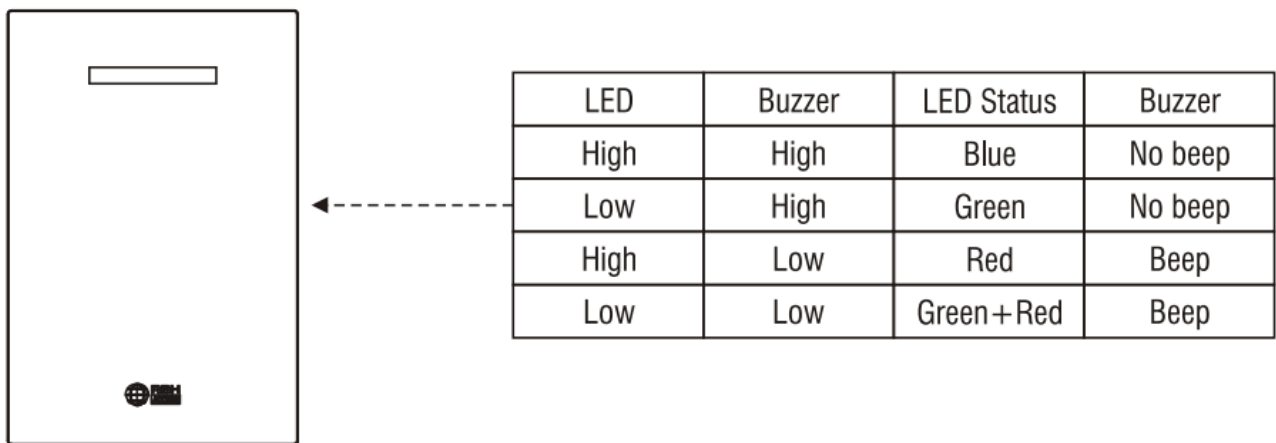 LED Buzzer LED Status Buzzer
High High Blue No beep
Low High Green No beep
High Low Red Beep
Low Low Green+Red Beep